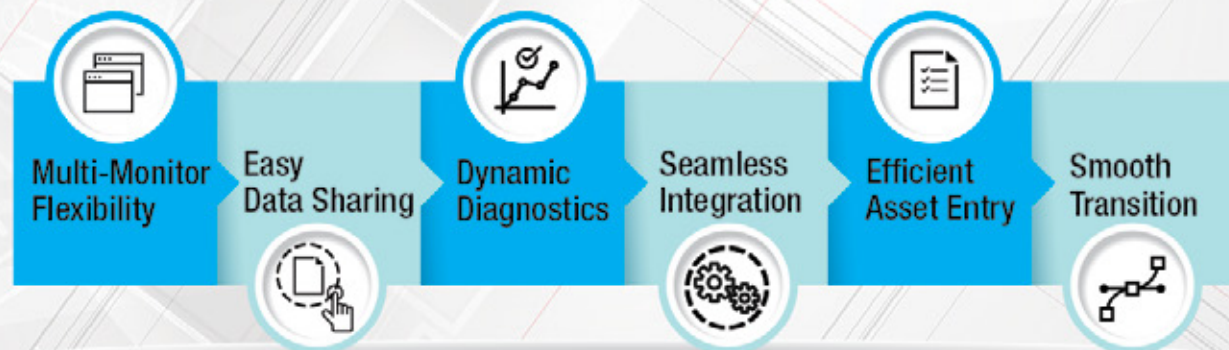 Multi-Monitor
Flexibility
Easy
Data Sharing
Dynamic
Diagnostics
Seamless
Integration
Efficient
Asset Entry
Smooth
Transition